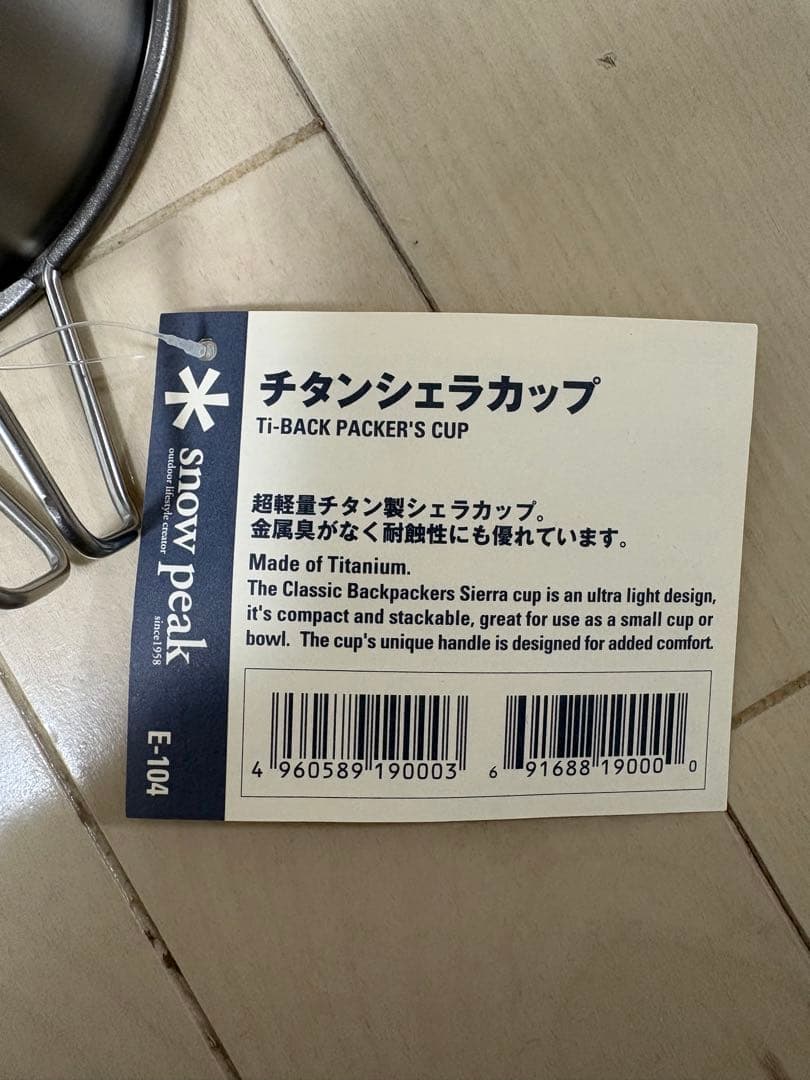 チタンシェラカップ
Ti-BACK PACKER'S CUP
超軽量チタン製シェラカップ。
金属臭がなく耐蝕性にも優れています。
Made of Titanium.
The Classic Backpackers Sierra cup is an ultra light design,
it's compact and stackable, great for use as a small cup or
bowl. The cup's unique handle is designed for added comfort.
4 960589 190003
6 91688 19000 0
snow peak
outdoor lifestyle creator
since1958
E-104